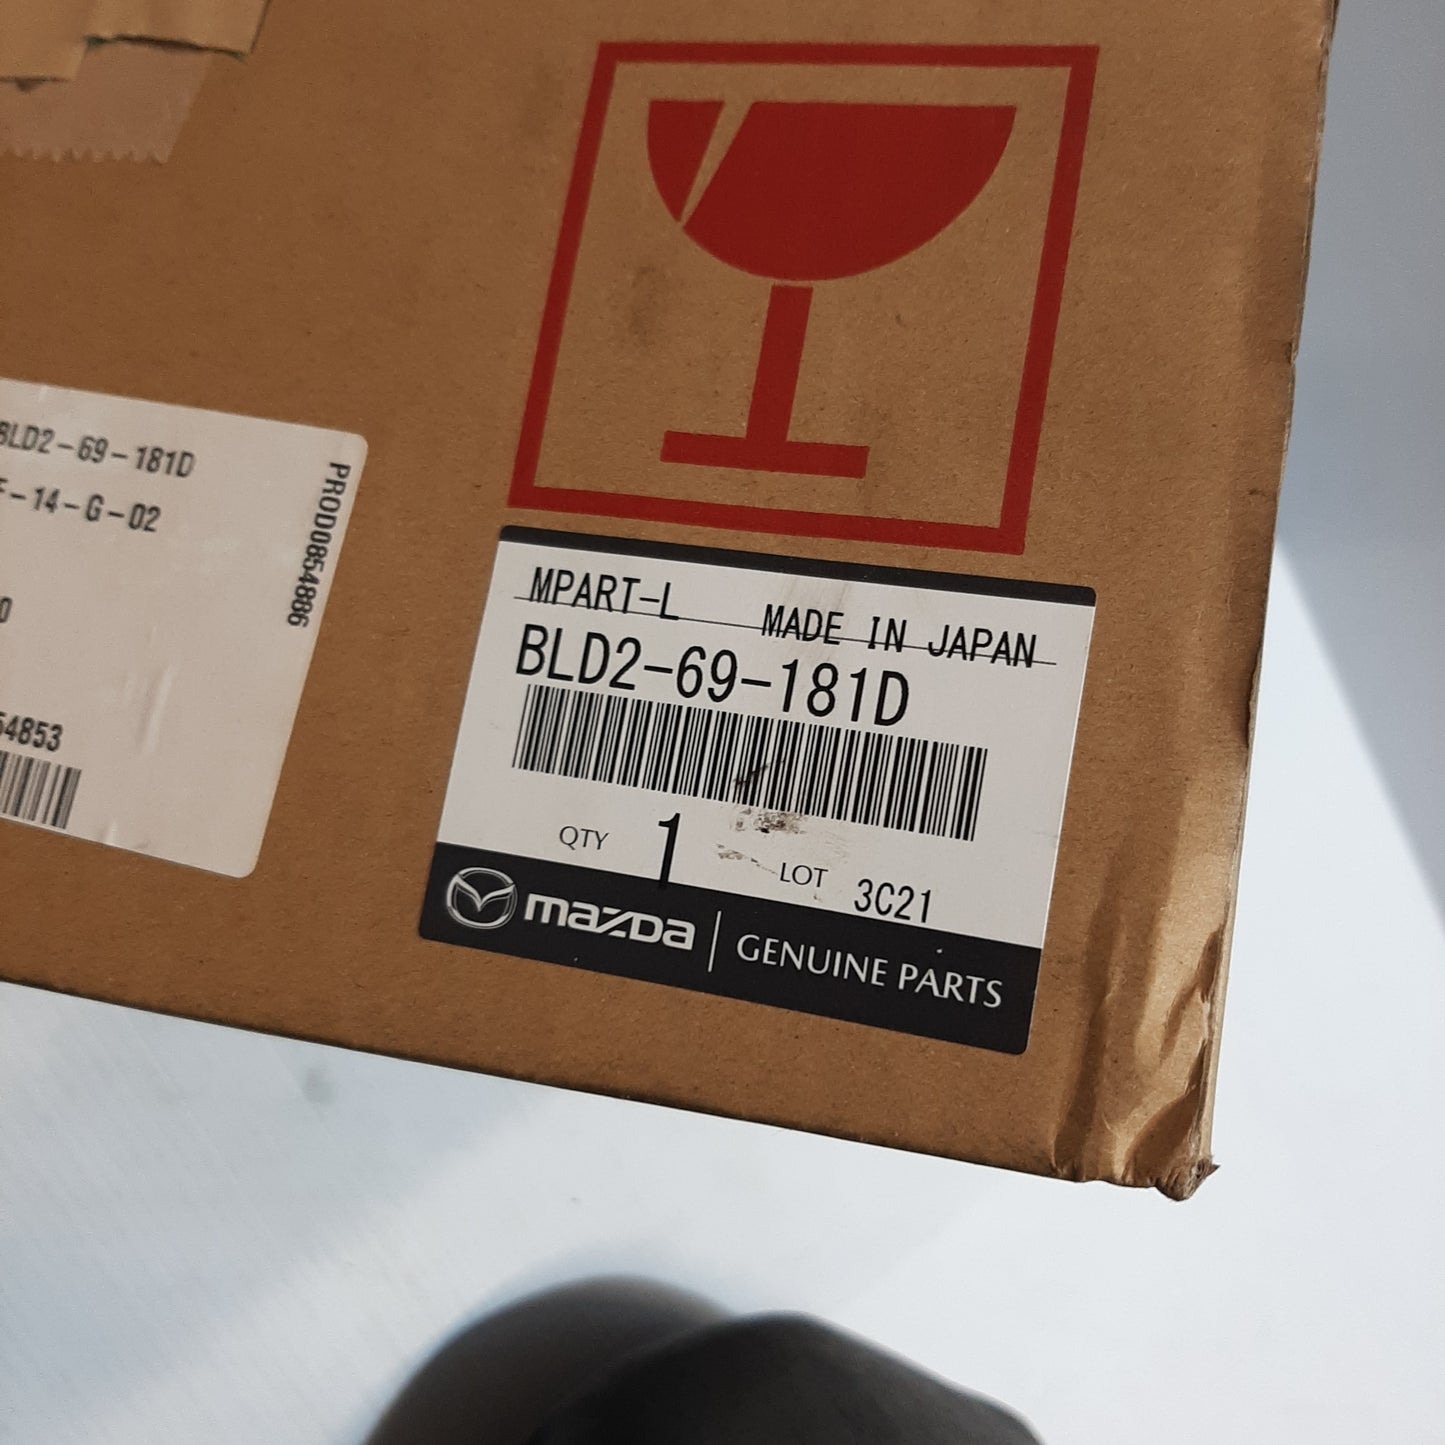 BLD2-69-181D
-14-G-02
PROD0854886
54853
MPART-L MADE IN JAPAN
BLD2-69-181D
QTY 1 LOT 3C21
mazda | GENUINE PARTS